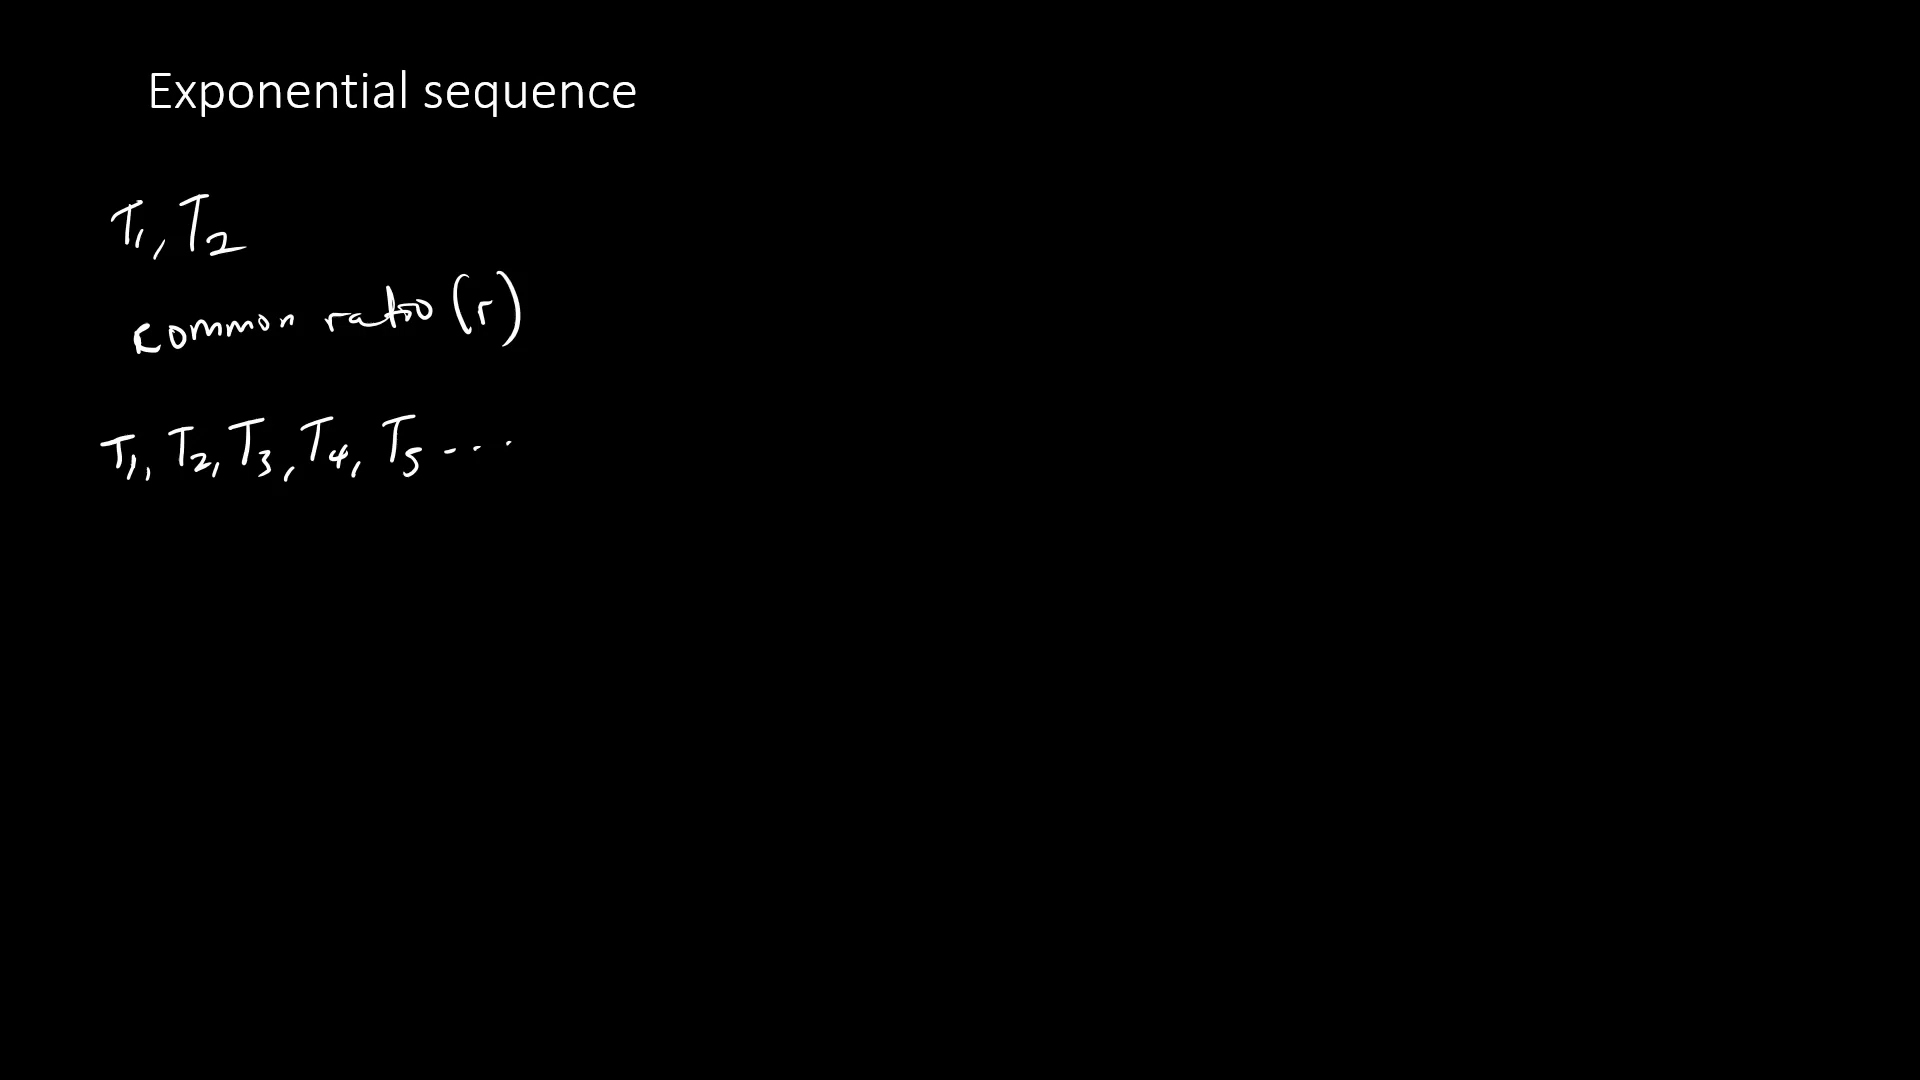 Exponential sequence
T₁, T₂
common ratio (r)
T₁, T₂, T₃, T₄, T₅ ...